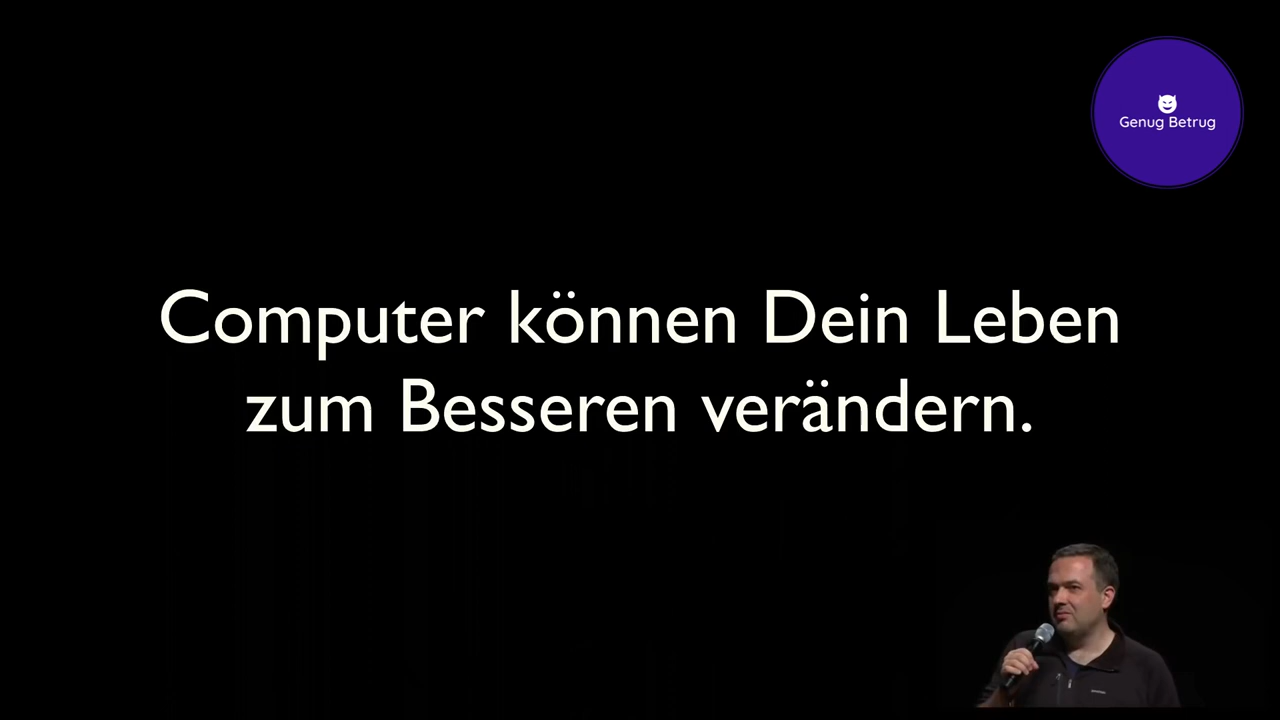 Genug Betrug
Computer können Dein Leben
zum Besseren verändern.